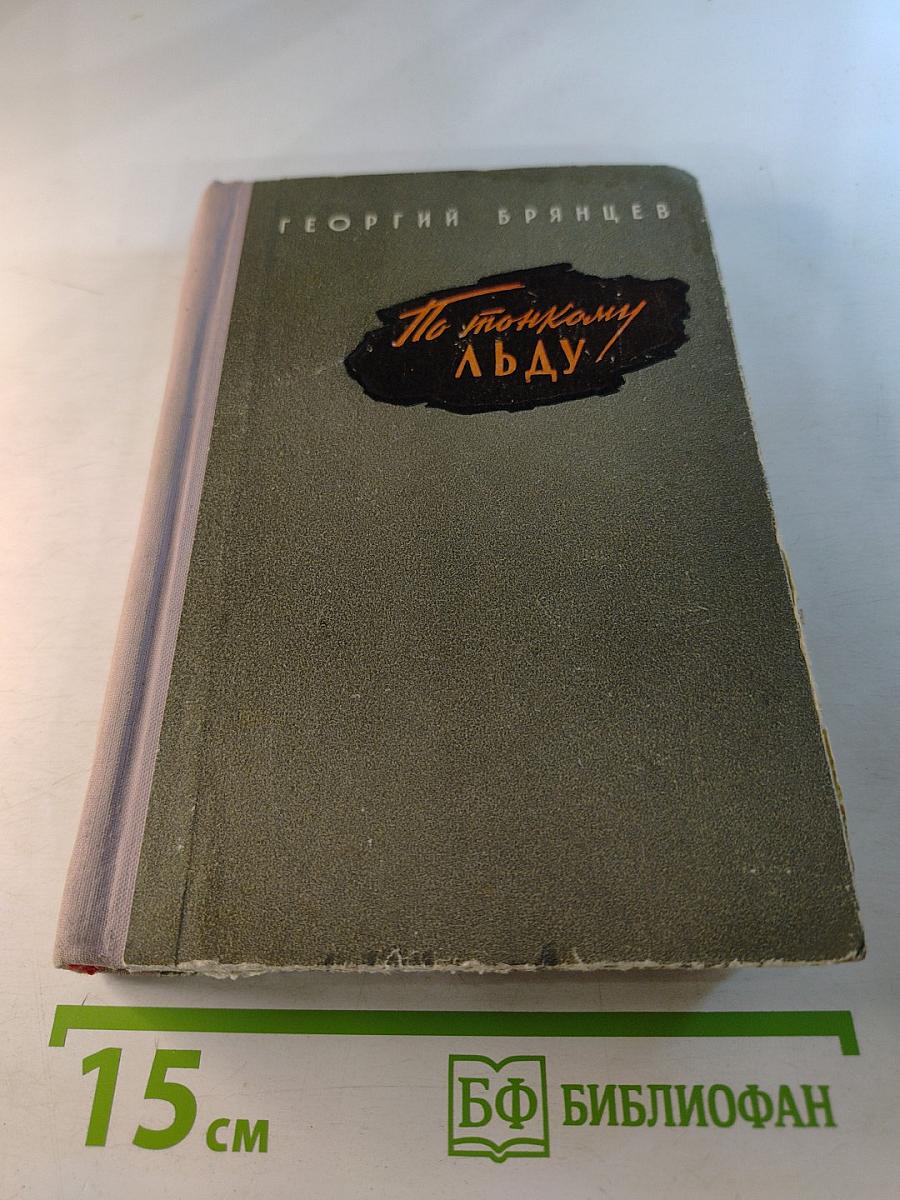 ГЕОРГИЙ БРЯНЦЕВ
По тонкому
ЛЬДУ
15 см
БФ БИБЛИОФАН